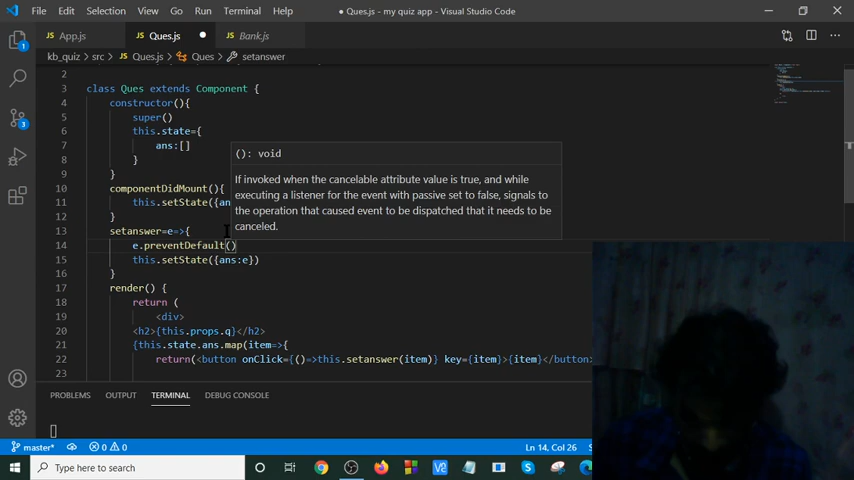 File Edit Selection View Go Run Terminal Help ● Ques.js - my quiz app - Visual Studio Code
App.js Ques.js ● Bank.js
kb_quiz > src > Ques.js > Ques > setanswer
2
3 class Ques extends Component {
4 constructor(){
5 super()
6 this.state={
7 ans:[]
8 }
9 }
10 componentDidMount(){
11 this.setState({an
12 }
13 setanswer=e=>{
14 e.preventDefault()
15 this.setState({ans:e})
16 }
17 render() {
18 return (
19 <div>
20 <h2>{this.props.q}</h2>
21 {this.state.ans.map(item=>{
22 return(<button onClick={()=>this.setanswer(item)} key={item}>{item}</button>
23
(): void
If invoked when the cancelable attribute value is true, and while
executing a listener for the event with passive set to false, signals to
the operation that caused event to be dispatched that it needs to be
canceled.
1
3
PROBLEMS OUTPUT TERMINAL DEBUG CONSOLE
master* 0 0 Ln 14, Col 26
Type here to search